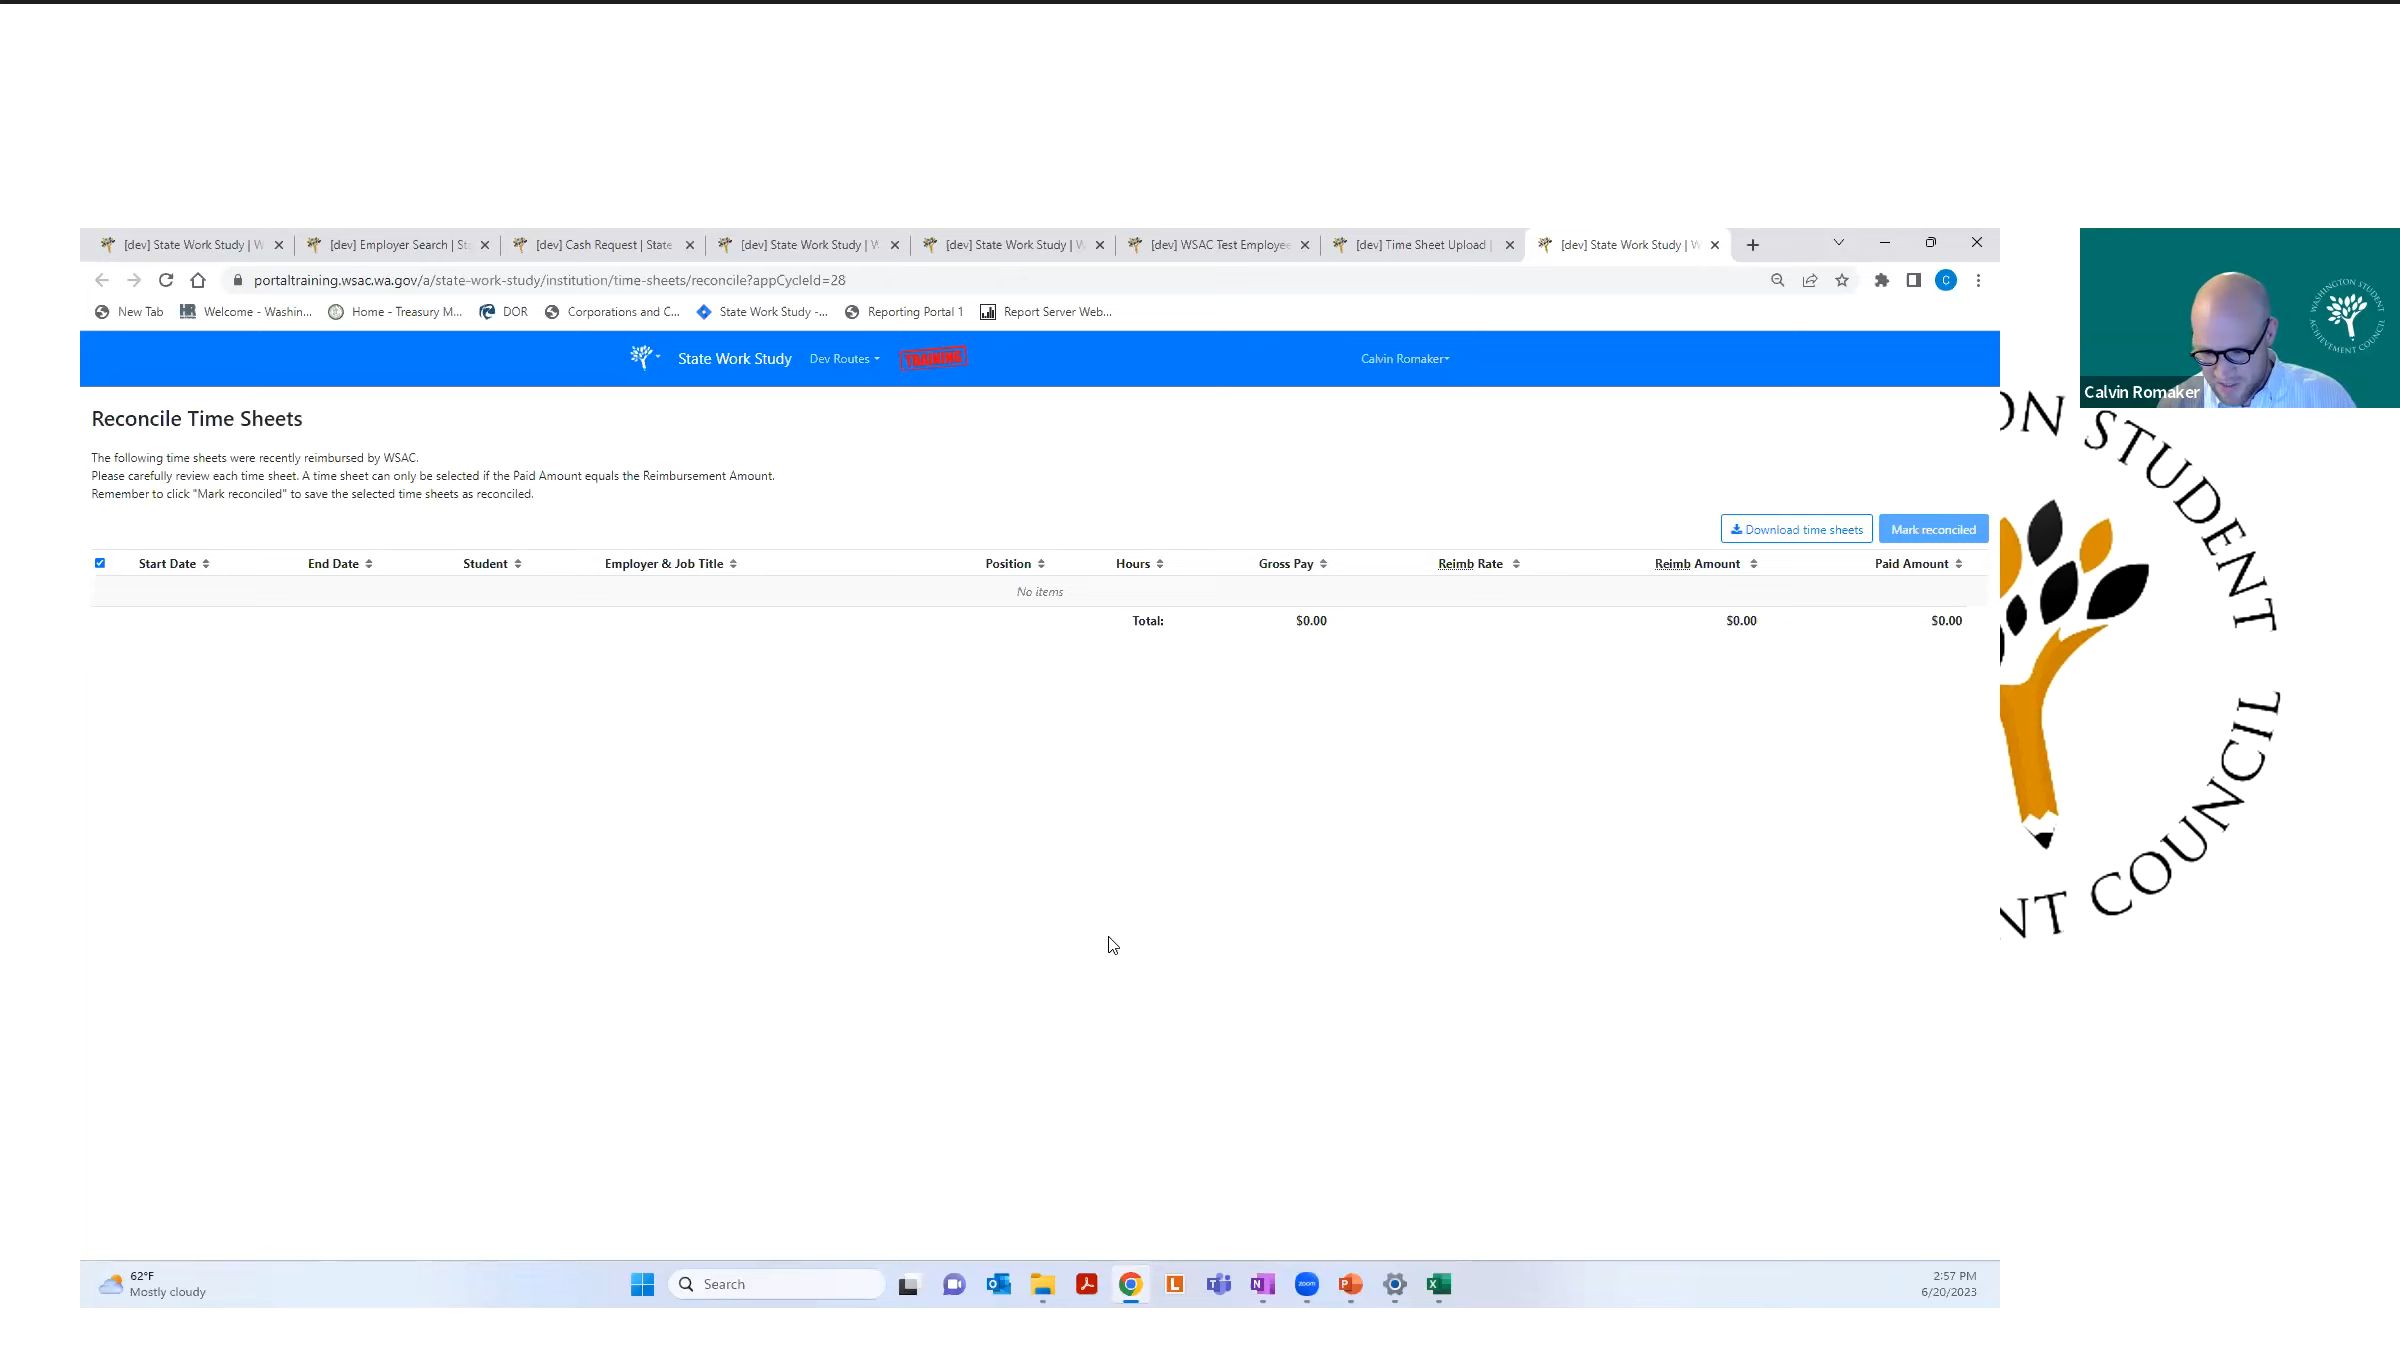 [dev] State Work Study | W
[dev] Employer Search | Sta
[dev] Cash Request | State
[dev] State Work Study | W
[dev] State Work Study | W
[dev] WSAC Test Employee
[dev] Time Sheet Upload |
[dev] State Work Study | W
portaltraining.wsac.wa.gov/a/state-work-study/institution/time-sheets/reconcile?appCycleId=28
C
New Tab
HR
Welcome - Washin...
Home - Treasury M...
DOR
Corporations and C...
State Work Study -...
Reporting Portal 1
Report Server Web...
State Work Study
Dev Routes
TRAINING
Calvin Romaker
WASHINGTON STUDENT
ACHIEVEMENT COUNCIL
Calvin Romaker
Reconcile Time Sheets
The following time sheets were recently reimbursed by WSAC.
Please carefully review each time sheet. A time sheet can only be selected if the Paid Amount equals the Reimbursement Amount.
Remember to click "Mark reconciled" to save the selected time sheets as reconciled.
Download time sheets
Mark reconciled
Start Date End Date Student Employer & Job Title Position Hours Gross Pay Reimb Rate Reimb Amount Paid Amount
No items
Total: $0.00 $0.00 $0.00
ON STUDENT
NT COUNCIL
62°F
Mostly cloudy
Search
zoom
2:57 PM
6/20/2023